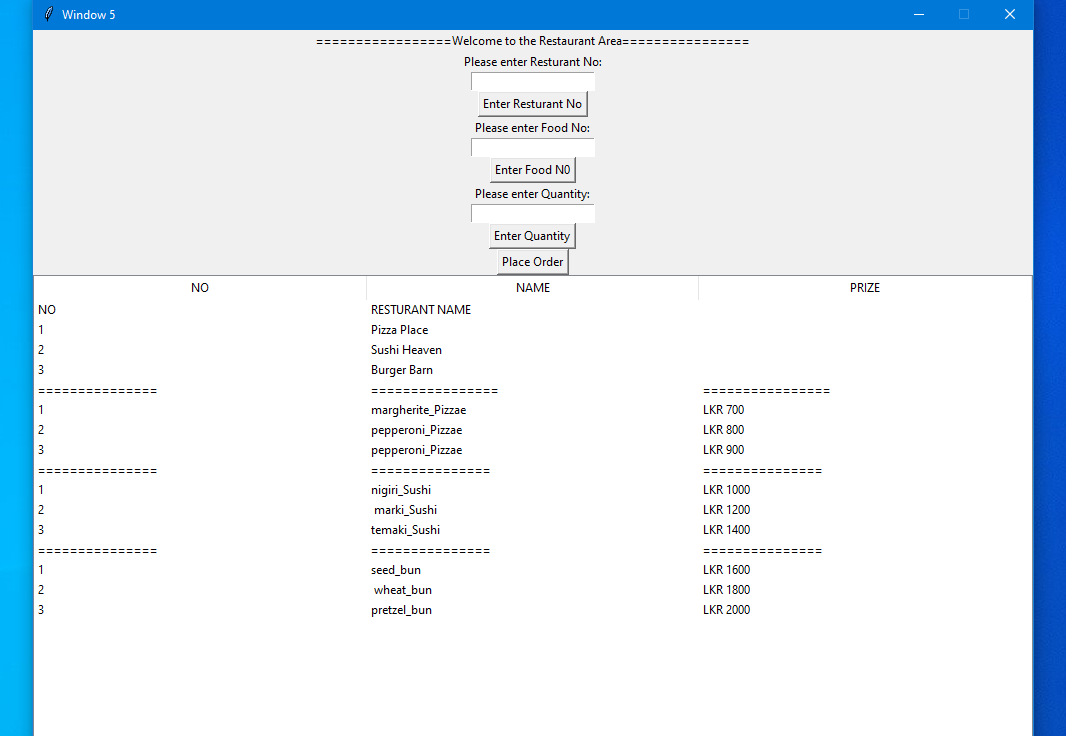 Window 5
=================Welcome to the Restaurant Area================
Please enter Resturant No:
Enter Resturant No
Please enter Food No:
Enter Food N0
Please enter Quantity:
Enter Quantity
Place Order
NO NAME PRIZE
NO RESTURANT NAME
1 Pizza Place
2 Sushi Heaven
3 Burger Barn
=============== ================ ================
1 margherite_Pizzae LKR 700
2 pepperoni_Pizzae LKR 800
3 pepperoni_Pizzae LKR 900
=============== =============== ===============
1 nigiri_Sushi LKR 1000
2 marki_Sushi LKR 1200
3 temaki_Sushi LKR 1400
=============== =============== ===============
1 seed_bun LKR 1600
2 wheat_bun LKR 1800
3 pretzel_bun LKR 2000